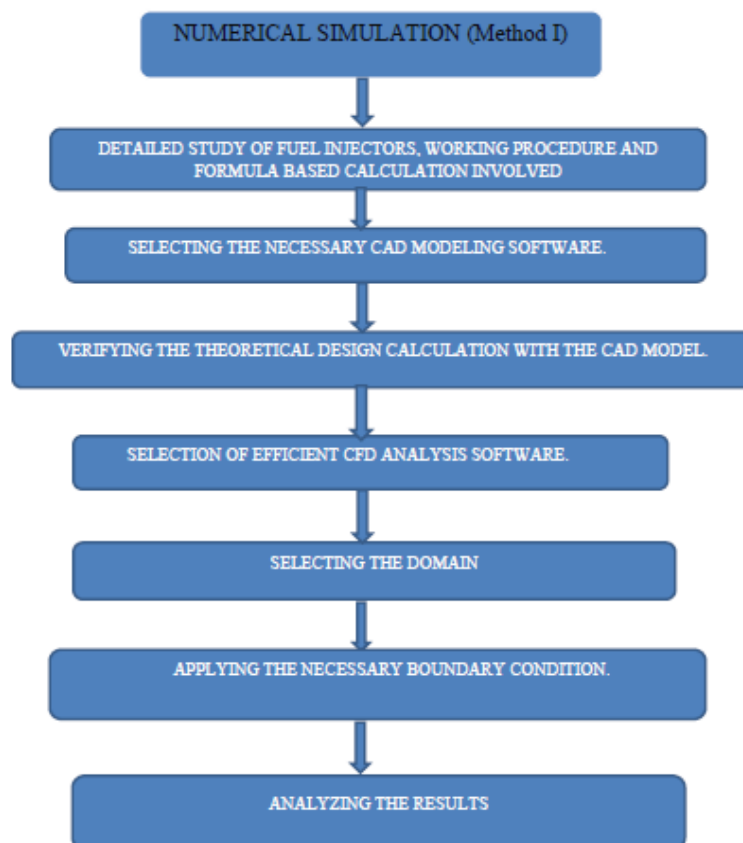 NUMERICAL SIMULATION (Method I)
DETAILED STUDY OF FUEL INJECTORS, WORKING PROCEDURE AND
FORMULA BASED CALCULATION INVOLVED
SELECTING THE NECESSARY CAD MODELING SOFTWARE.
VERIFYING THE THEORETICAL DESIGN CALCULATION WITH THE CAD MODEL.
SELECTION OF EFFICIENT CFD ANALYSIS SOFTWARE.
SELECTING THE DOMAIN
APPLYING THE NECESSARY BOUNDARY CONDITION.
ANALYZING THE RESULTS